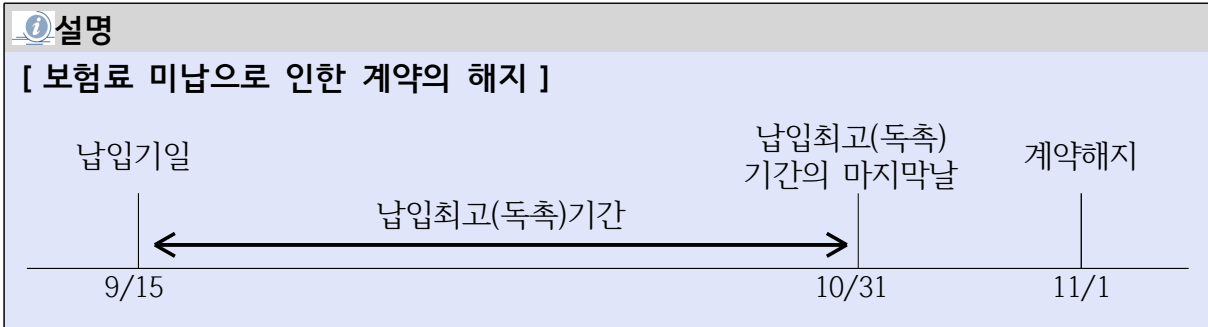 설명
[ 보험료 미납으로 인한 계약의 해지 ]
납입기일
납입최고(독촉)
기간의 마지막날
계약해지
납입최고(독촉)기간
9/15
10/31
11/1